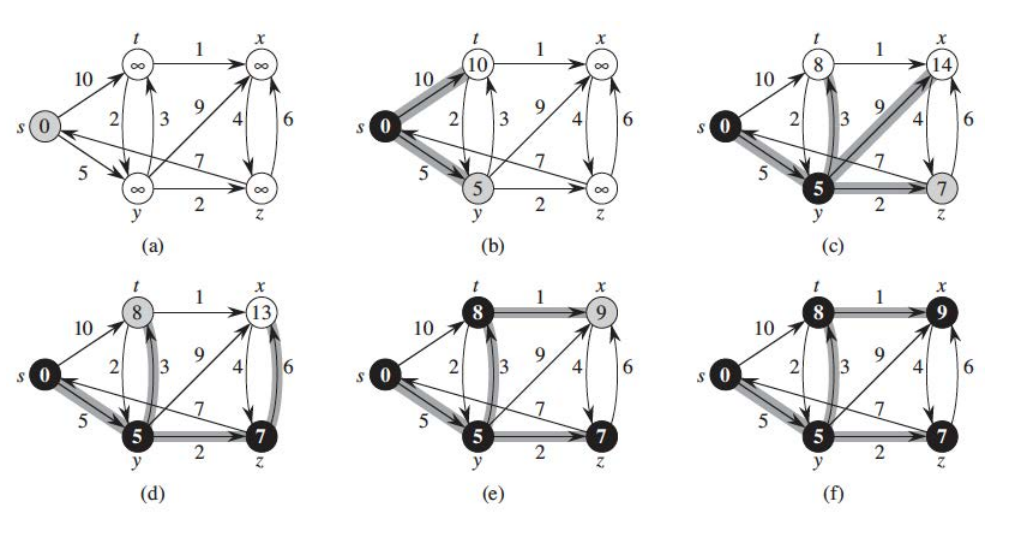 t x t x t x
1 1 1
∞ ∞ 10 ∞ 8 14
10 10 10
9 9 9
s 0 2 3 4 6 s 0 2 3 4 6 s 0 2 3 4 6
7 7 7
5 5 5
∞ ∞ 5 ∞ 5 7
2 2 2
y z y z y z
(a) (b) (c)
t x t x t x
1 1 1
8 13 8 9 8 9
10 10 10
9 9 9
s 0 2 3 4 6 s 0 2 3 4 6 s 0 2 3 4 6
7 7 7
5 5 5
5 7 5 7 5 7
2 2 2
y z y z y z
(d) (e) (f)